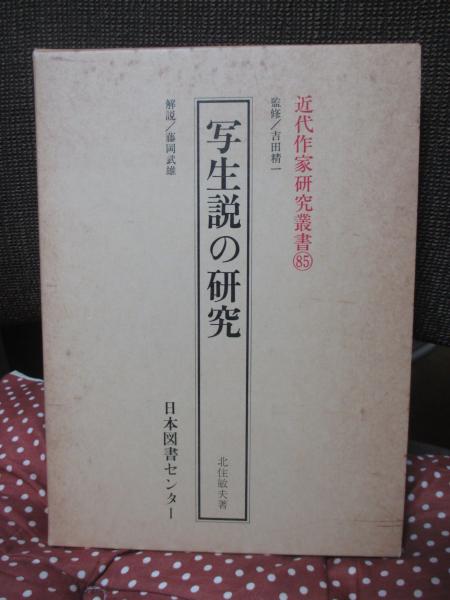 近代作家研究叢書85
監修/吉田精一
写生説の研究
北住敏夫著
解説/藤岡武雄
日本図書センター